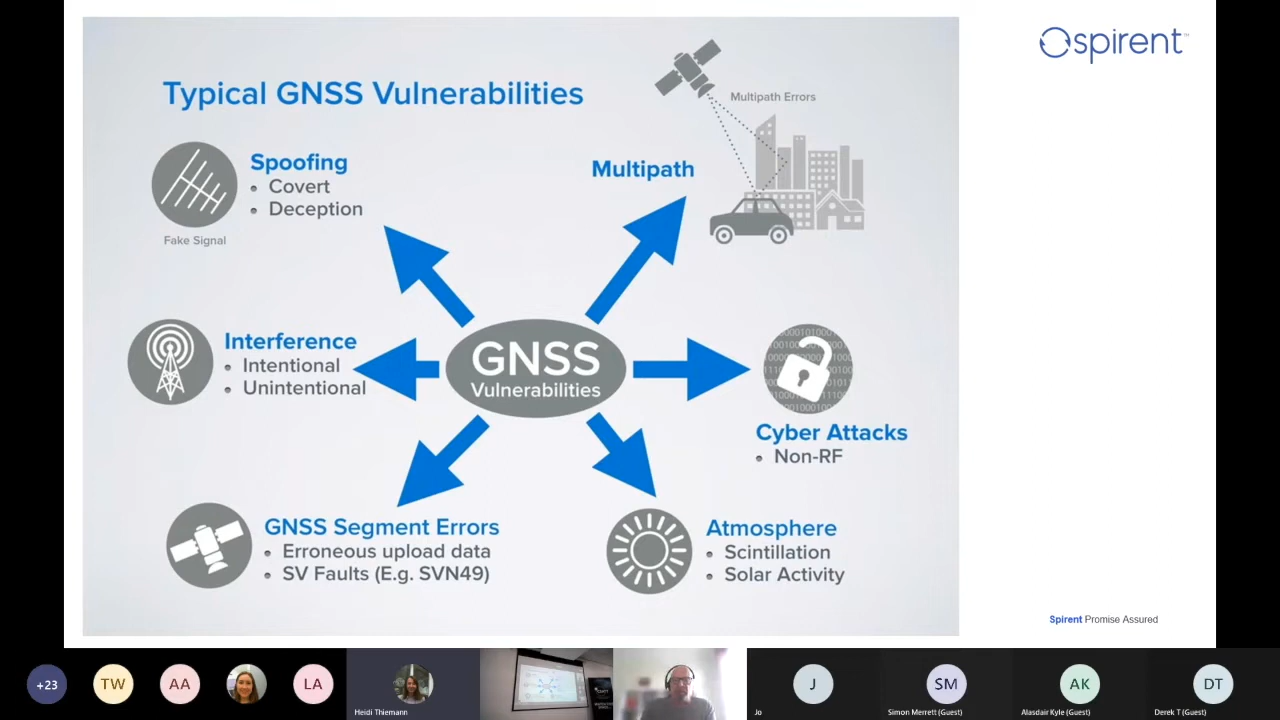 Typical GNSS Vulnerabilities
spirent
Multipath Errors
Spoofing
• Covert
• Deception
Fake Signal
Multipath
Interference
• Intentional
• Unintentional
GNSS
Vulnerabilities
Cyber Attacks
• Non-RF
GNSS Segment Errors
• Erroneous upload data
• SV Faults (E.g. SVN49)
Atmosphere
• Scintillation
• Solar Activity
Spirent Promise Assured
+23
TW
AA
LA
Heidi Thiemann
J
Jo
SM
Simon Merrett (Guest)
AK
Alasdair Kyle (Guest)
DT
Derek T (Guest)